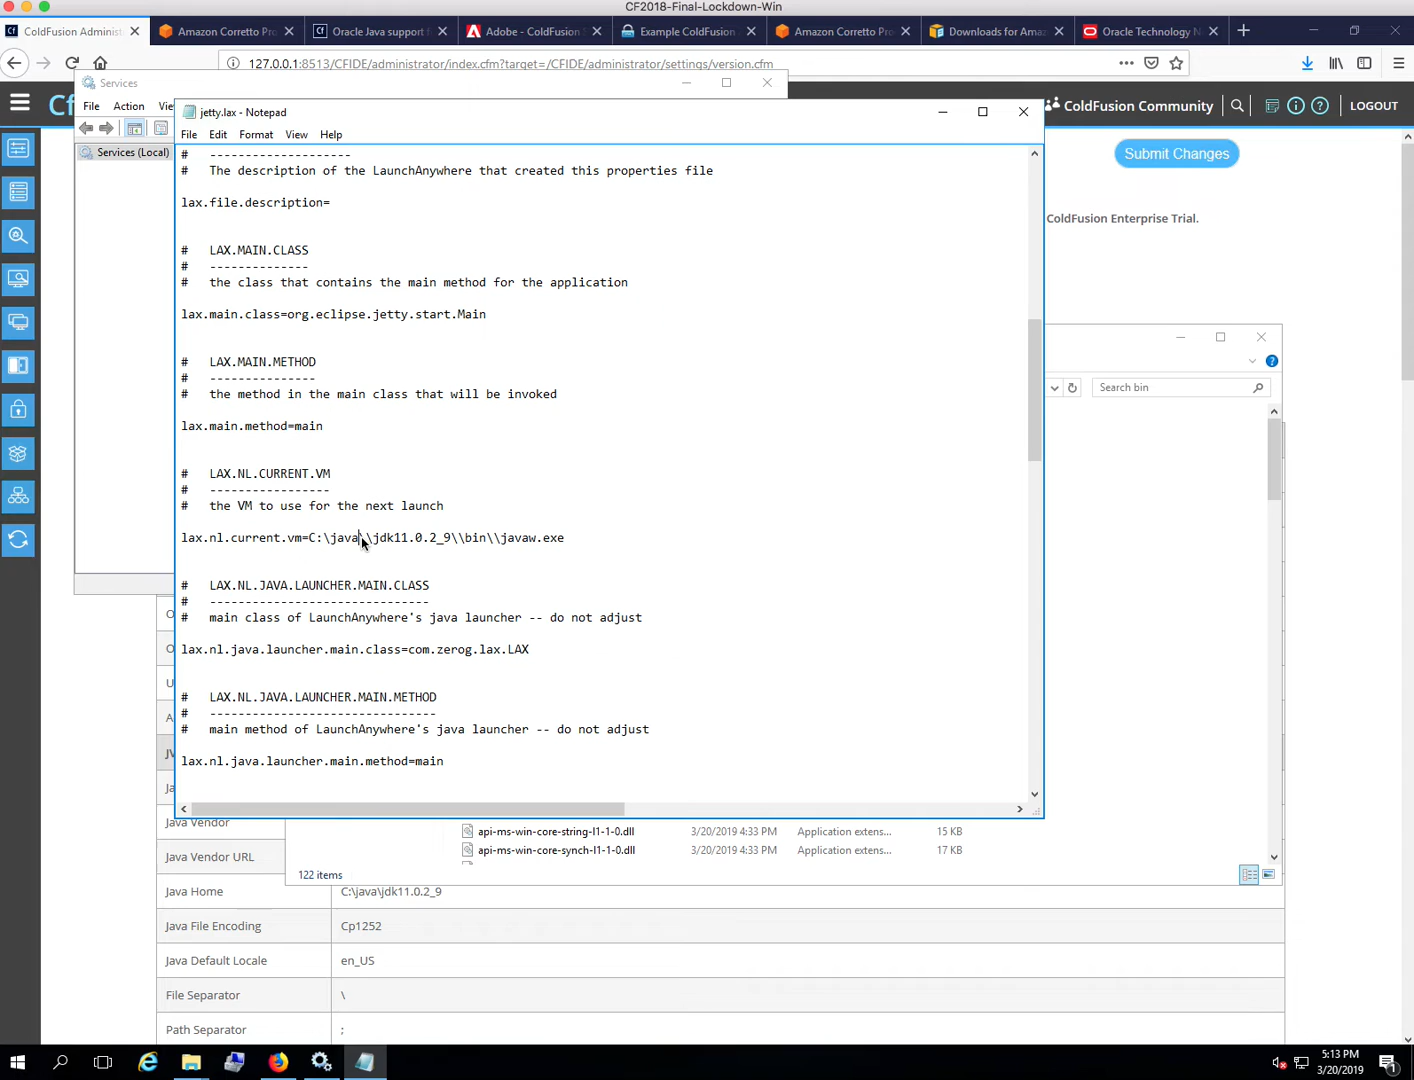 CF2018-Final-Lockdown-Win
Cf ColdFusion Administ
Amazon Corretto Pro
Cf Oracle Java support f
Adobe - ColdFusion
Example ColdFusion
Amazon Corretto Pro
Downloads for Amaz
Oracle Technology N
127.0.0.1:8513/CFIDE/administrator/index.cfm?target=/CFIDE/administrator/settings/version.cfm
Services
File Action Vie
Services (Local)
Cf
ColdFusion Community
LOGOUT
Submit Changes
ColdFusion Enterprise Trial.
jetty.lax - Notepad
File Edit Format View Help
# --------------------
# The description of the LaunchAnywhere that created this properties file
lax.file.description=
# LAX.MAIN.CLASS
# --------------
# the class that contains the main method for the application
lax.main.class=org.eclipse.jetty.start.Main
# LAX.MAIN.METHOD
# ---------------
# the method in the main class that will be invoked
lax.main.method=main
# LAX.NL.CURRENT.VM
# -----------------
# the VM to use for the next launch
lax.nl.current.vm=C:\java\\jdk11.0.2_9\\bin\\javaw.exe
# LAX.NL.JAVA.LAUNCHER.MAIN.CLASS
# -------------------------------
# main class of LaunchAnywhere's java launcher -- do not adjust
lax.nl.java.launcher.main.class=com.zerog.lax.LAX
# LAX.NL.JAVA.LAUNCHER.MAIN.METHOD
# --------------------------------
# main method of LaunchAnywhere's java launcher -- do not adjust
lax.nl.java.launcher.main.method=main
Search bin
api-ms-win-core-string-l1-1-0.dll 3/20/2019 4:33 PM Application extens... 15 KB
api-ms-win-core-synch-l1-1-0.dll 3/20/2019 4:33 PM Application extens... 17 KB
122 items
Java Vendor
Java Vendor URL
Java Home C:\java\jdk11.0.2_9
Java File Encoding Cp1252
Java Default Locale en_US
File Separator \
Path Separator ;
5:13 PM
3/20/2019
1